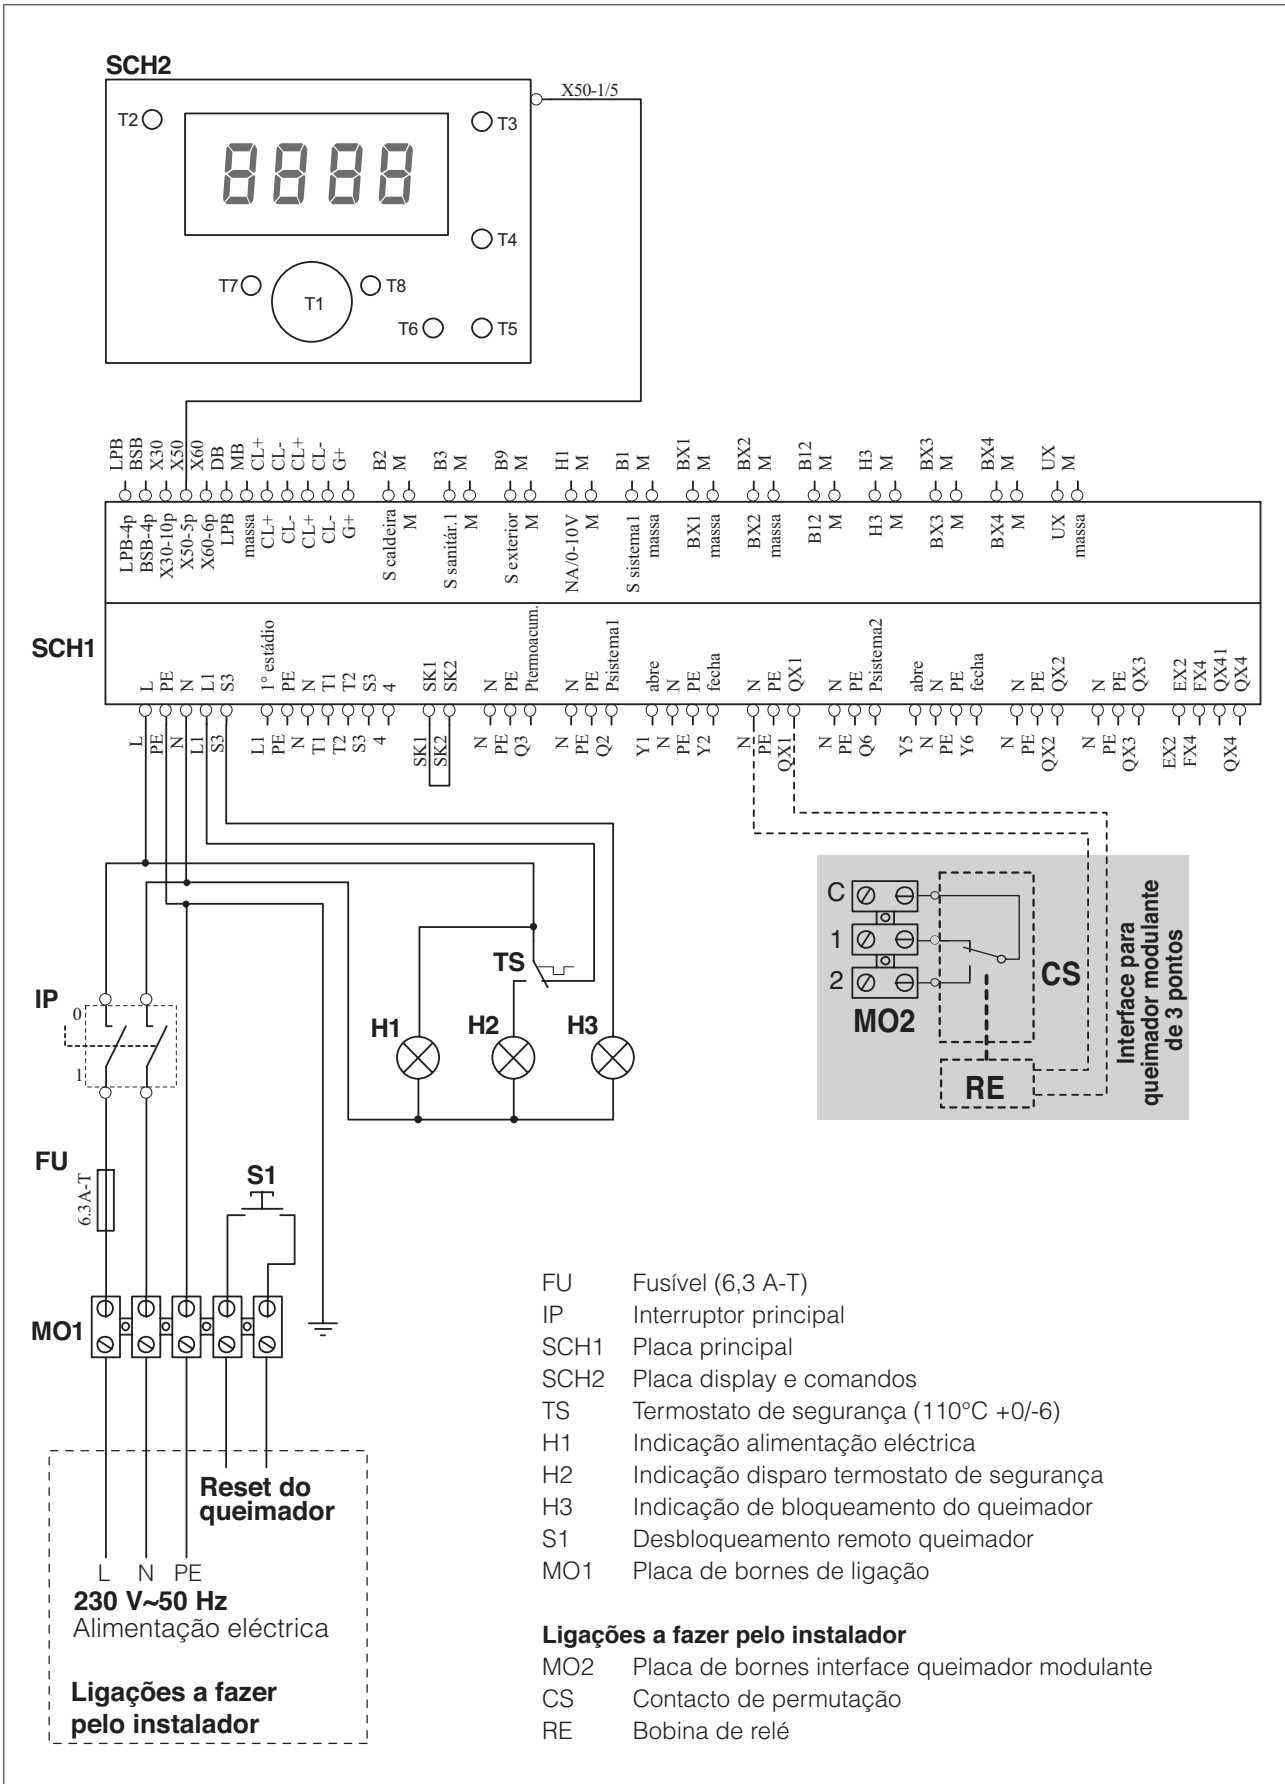 SCH2
X50-1/5
T2
T3
T4
T7
T1
T8
T6
T5
LPB
BSB
X30
X50
X60
DB
MB
CL+
CL-
CL+
CL-
G+
B2
M
B3
M
B9
M
H1
M
B1
M
BX1
M
BX2
M
B12
M
H3
M
BX3
M
BX4
M
UX
M
LPB-4p
BSB-4p
X30-10p
X50-5p
X60-6p
LPB
massa
CL+
CL-
CL+
CL-
G+
S caldeira
M
S sanitár.1
M
S exterior
M
NA/0-10V
M
S sistema1
massa
BX1
massa
BX2
massa
B12
M
H3
M
BX3
M
BX4
M
UX
massa
SCH1
L
PE
N
L1
S3
1° estádio
PE
N
T1
T2
S3
4
SK1
SK2
N
PE
Ptermoacum.
N
PE
Psistema1
abre
N
PE
fecha
N
PE
QX1
N
PE
Psistema2
abre
N
PE
fecha
N
PE
QX2
N
PE
QX3
EX2
FX4
QX41
QX4
L
PE
N
L1
S3
L1
PE
N
T1
T2
S3
4
SK1
SK2
N
PE
Q3
N
PE
Q2
Y1
N
PE
Y2
N
PE
QX1
N
PE
Q6
Y5
N
PE
Y6
N
PE
QX2
N
PE
QX3
EX2
FX4
QX4
C
1
2
MO2
CS
RE
Interface para
queimador modulante
de 3 pontos
IP
0
1
TS
H1
H2
H3
FU
6.3A-T
S1
MO1
Reset do
queimador
L N PE
230 V~50 Hz
Alimentação eléctrica
Ligações a fazer
pelo instalador
FU Fusível (6,3 A-T)
IP Interruptor principal
SCH1 Placa principal
SCH2 Placa display e comandos
TS Termostato de segurança (110°C +0/-6)
H1 Indicação alimentação eléctrica
H2 Indicação disparo termostato de segurança
H3 Indicação de bloqueamento do queimador
S1 Desbloqueamento remoto queimador
MO1 Placa de bornes de ligação
Ligações a fazer pelo instalador
MO2 Placa de bornes interface queimador modulante
CS Contacto de permutação
RE Bobina de relé